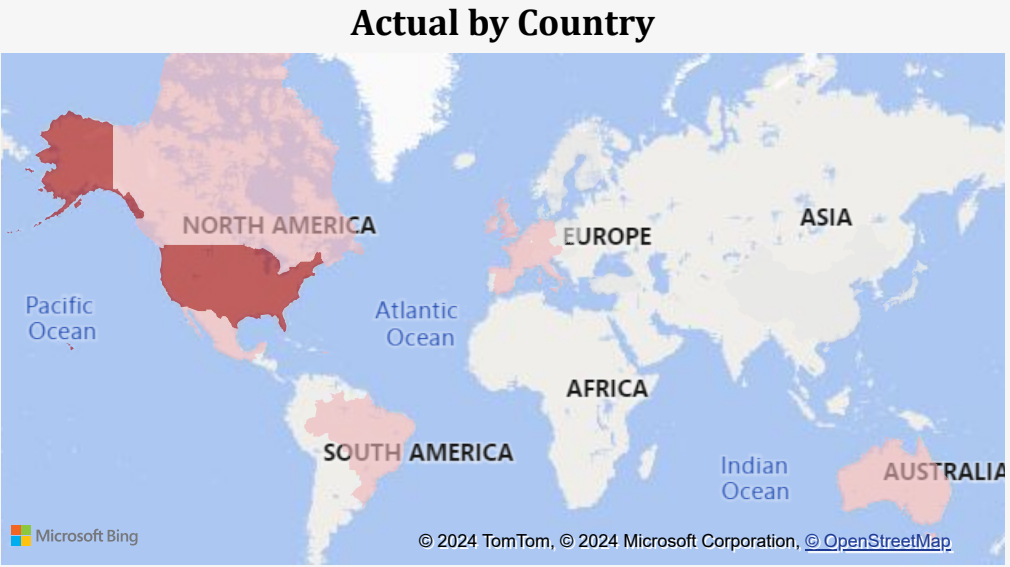 Actual by Country
NORTH AMERICA
EUROPE
ASIA
Pacific
Ocean
Atlantic
Ocean
AFRICA
SOUTH AMERICA
Indian
Ocean
AUSTRALIA
Microsoft Bing
© 2024 TomTom, © 2024 Microsoft Corporation, © OpenStreetMap